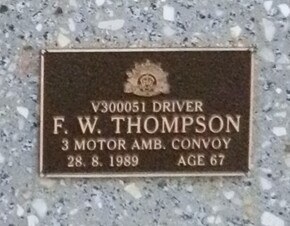 V300051 DRIVER
F. W. THOMPSON
3 MOTOR AMB. CONVOY
28. 8. 1989 AGE 67